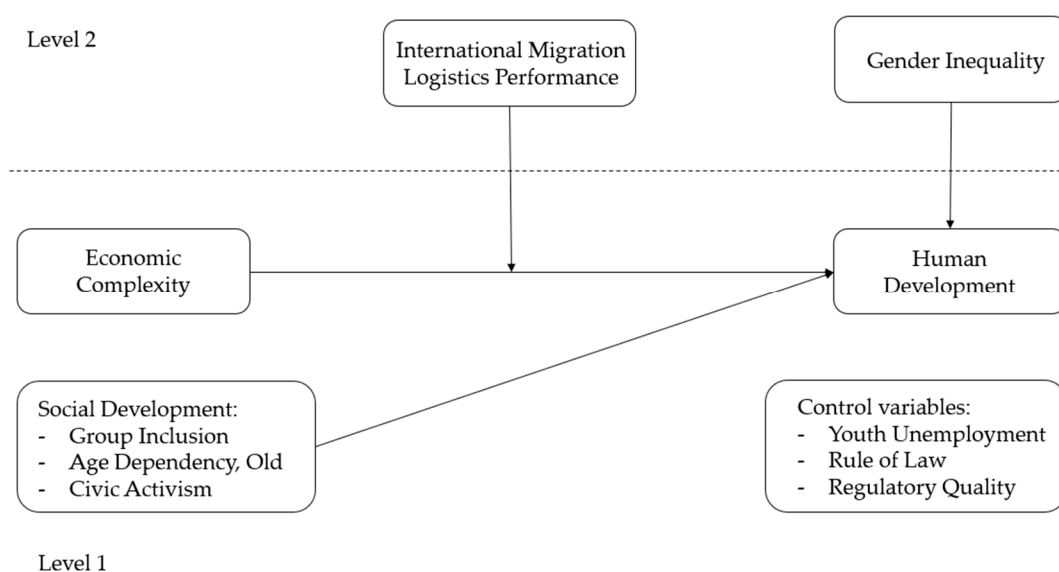 Level 2
International Migration
Logistics Performance
Gender Inequality
Economic
Complexity
Human
Development
Social Development:
- Group Inclusion
- Age Dependency, Old
- Civic Activism
Control variables:
- Youth Unemployment
- Rule of Law
- Regulatory Quality
Level 1